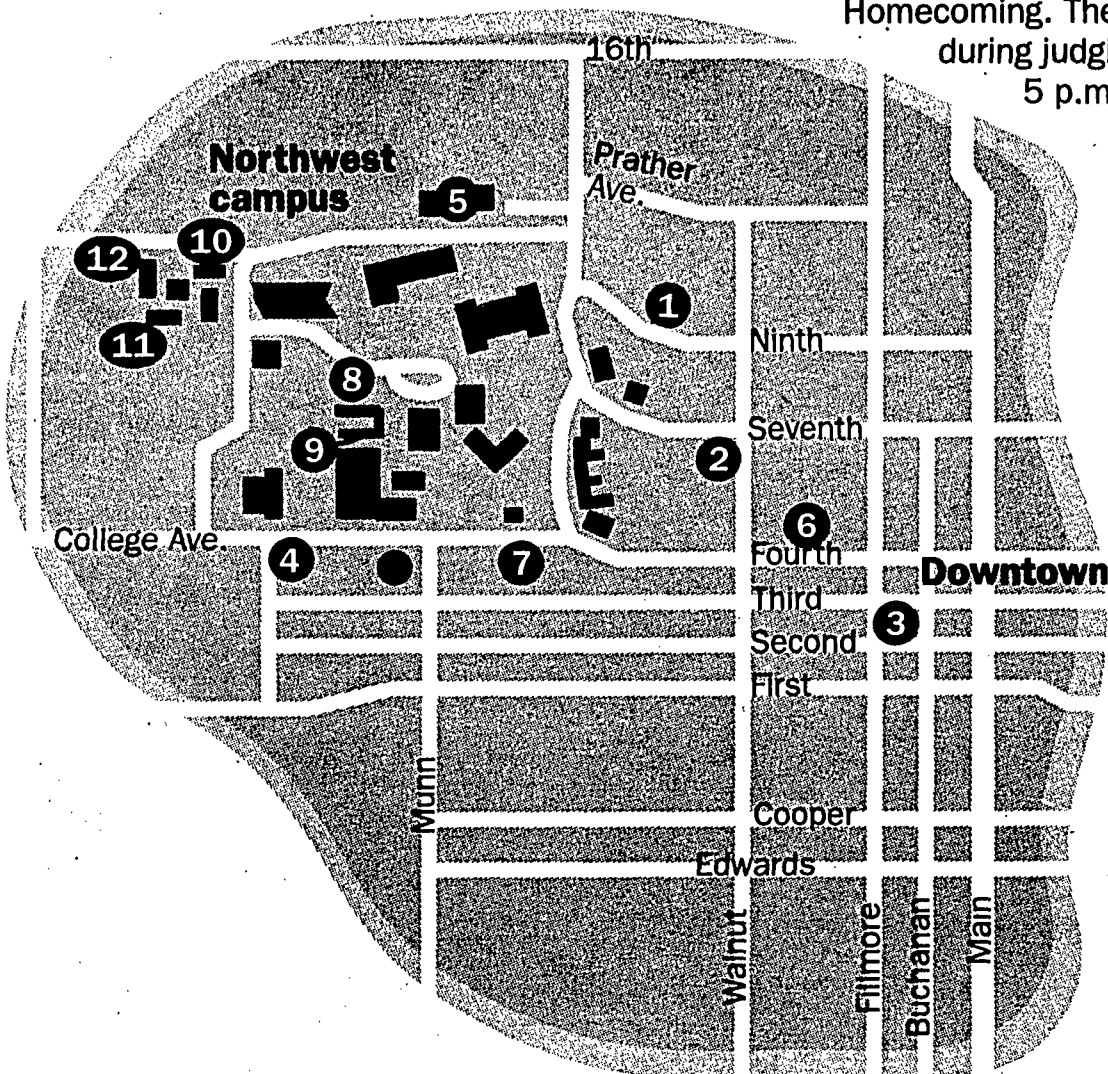 Homecoming. The
during judgi
5 p.m
16th
Prather
Ave.
Northwest
campus
5
10
12
1
11
Ninth
8
Seventh
9
2
6
College Ave.
4
7
Fourth
Downtown
Third
3
Second
First
Munn
Cooper
Edwards
Walnut
Fillmore
Buchanan
Main